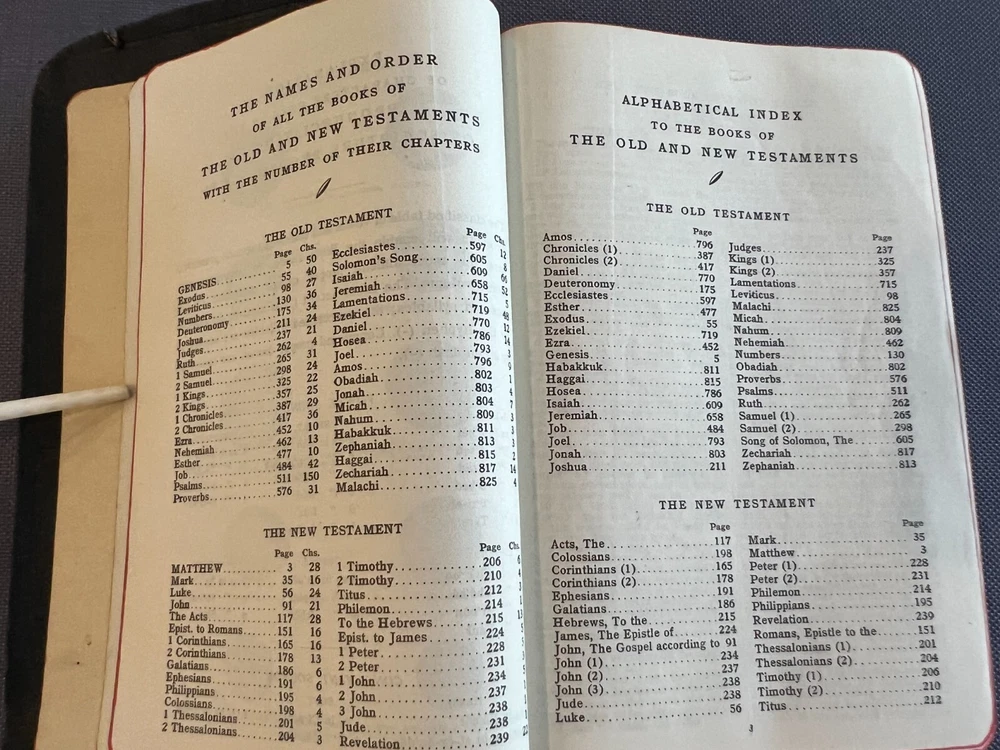 THE NAMES AND ORDER
OF ALL THE BOOKS OF
THE OLD AND NEW TESTAMENTS
WITH THE NUMBER OF THEIR CHAPTERS
THE OLD TESTAMENT
Page Chs.
GENESIS 5 50
Exodus 55 40
Leviticus 98 27
Numbers 130 36
Deuteronomy 175 34
Joshua 211 24
Judges 237 21
Ruth 262 4
1 Samuel 265 31
2 Samuel 298 24
1 Kings 325 22
2 Kings 357 25
1 Chronicles 387 29
2 Chronicles 417 36
Ezra 452 10
Nehemiah 462 13
Esther 477 10
Job 484 42
Psalms 511 150
Proverbs 576 31
Page Chs.
Ecclesiastes 597 12
Solomon's Song 605 8
Isaiah 609 66
Jeremiah 658 52
Lamentations 715 5
Ezekiel 719 48
Daniel 770 12
Hosea 786 14
Joel 793 3
Amos 796 9
Obadiah 802 1
Jonah 803 4
Micah 804 7
Nahum 809 3
Habakkuk 811 3
Zephaniah 813 3
Haggai 815 2
Zechariah 817 14
Malachi 825 4
THE NEW TESTAMENT
Page Chs.
MATTHEW 3 28
Mark 35 16
Luke 56 24
John 91 21
The Acts 117 28
Epist. to Romans 151 16
1 Corinthians 165 16
2 Corinthians 178 13
Galatians 186 6
Ephesians 191 6
Philippians 195 4
Colossians 198 4
1 Thessalonians 201 5
2 Thessalonians 204 3
Page
1 Timothy 206
2 Timothy 210
Titus 212
Philemon 214
To the Hebrews 215
Epist. to James 224
1 Peter 228
2 Peter 231
1 John 234
2 John 237
3 John 238
Jude 238
Revelation 239
ALPHABETICAL INDEX
TO THE BOOKS OF
THE OLD AND NEW TESTAMENTS
THE OLD TESTAMENT
Page
Amos 796
Chronicles (1) 387
Chronicles (2) 417
Daniel 770
Deuteronomy 175
Ecclesiastes 597
Esther 477
Exodus 55
Ezekiel 719
Ezra 452
Genesis 5
Habakkuk 811
Haggai 815
Hosea 786
Isaiah 609
Jeremiah 658
Job 484
Joel 793
Jonah 803
Joshua 211
Page
Judges 237
Kings (1) 325
Kings (2) 357
Lamentations 715
Leviticus 98
Malachi 825
Micah 804
Nahum 809
Nehemiah 462
Numbers 130
Obadiah 802
Proverbs 576
Psalms 511
Ruth 262
Samuel (1) 265
Samuel (2) 298
Song of Solomon, The 605
Zechariah 817
Zephaniah 813
THE NEW TESTAMENT
Page
Acts, The 117
Colossians 198
Corinthians (1) 165
Corinthians (2) 178
Ephesians 191
Galatians 186
Hebrews, To the 215
James, The Epistle of 224
John, The Gospel according to 91
John (1) 234
John (2) 237
John (3) 238
Jude 238
Luke 56
Page
Mark 35
Matthew 3
Peter (1) 228
Peter (2) 231
Philemon 214
Philippians 195
Revelation 239
Romans, Epistle to the 151
Thessalonians (1) 201
Thessalonians (2) 204
Timothy (1) 206
Timothy (2) 210
Titus 212
3